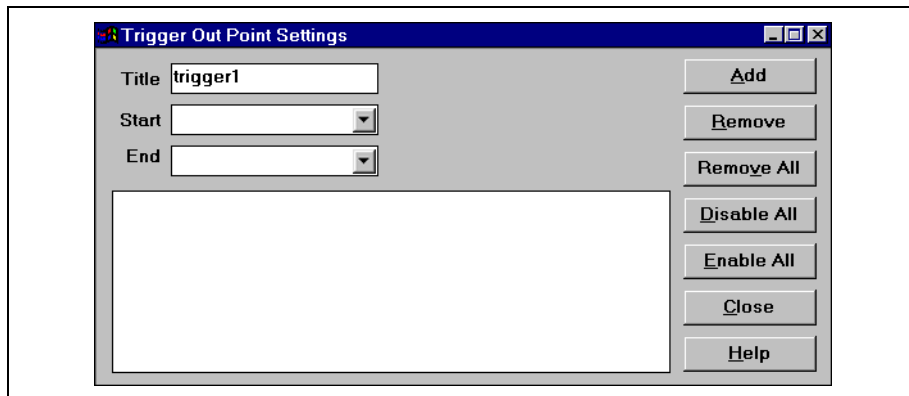 Trigger Out Point Settings
Title trigger1
Start
End
Add
Remove
Remove All
Disable All
Enable All
Close
Help